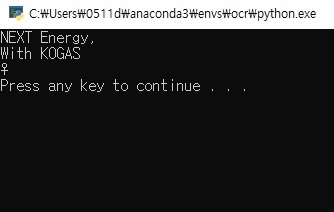 C:₩Users₩0511d₩anaconda3₩envs₩ocr₩python.exe
NEXT Energy,
With KOGAS
♀
Press any key to continue . . .